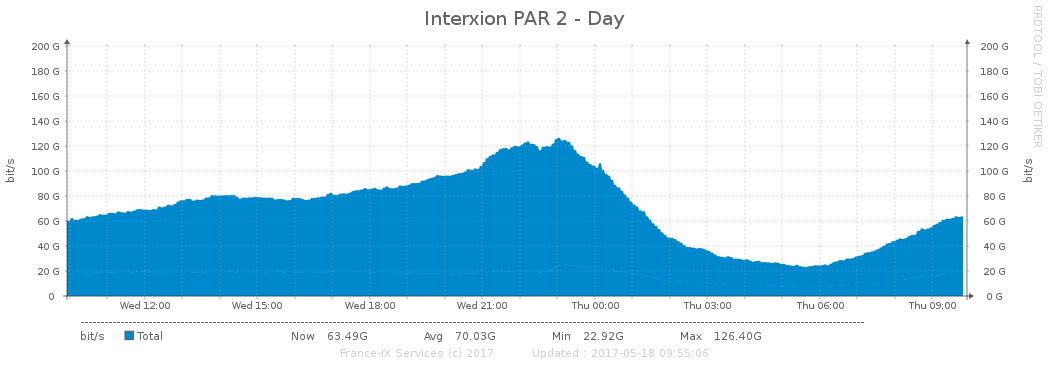 Interxion PAR 2 - Day
RRDTOOL / TOBI OETIKER
bit/s
bit/s
200 G 200 G
180 G 180 G
160 G 160 G
140 G 140 G
120 G 120 G
100 G 100 G
80 G 80 G
60 G 60 G
40 G 40 G
20 G 20 G
0 0 G
Wed 12:00 Wed 15:00 Wed 18:00 Wed 21:00 Thu 00:00 Thu 03:00 Thu 06:00 Thu 09:00
bit/s Total Now 63.49G Avg 70.03G Min 22.92G Max 126.40G
France-IX Services (c) 2017 Updated : 2017-05-18 09:55:06